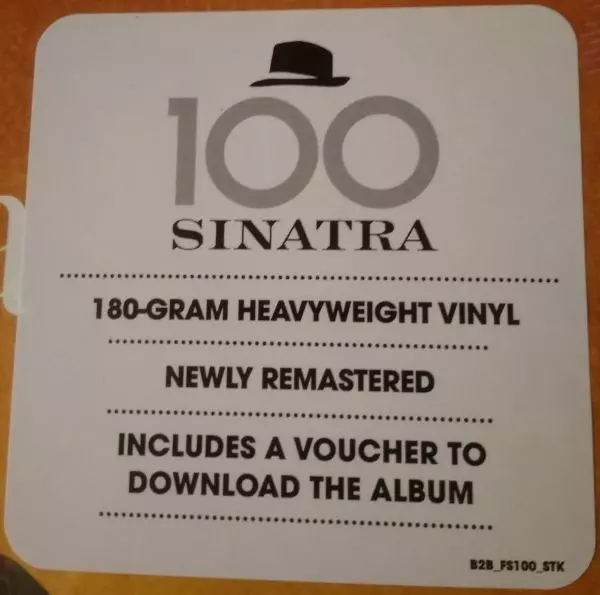 100
SINATRA
180-GRAM HEAVYWEIGHT VINYL
NEWLY REMASTERED
INCLUDES A VOUCHER TO
DOWNLOAD THE ALBUM
B2B_FS100_STK